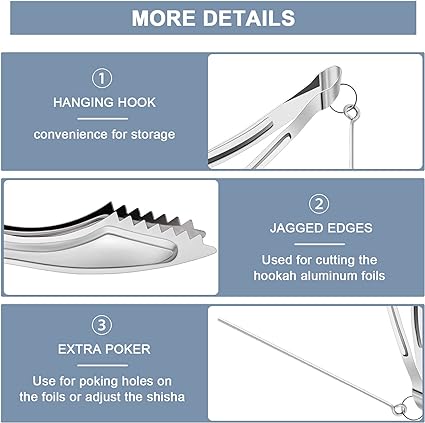 MORE DETAILS
1
HANGING HOOK
convenience for storage
2
JAGGED EDGES
Used for cutting the
hookah aluminum foils
3
EXTRA POKER
Use for poking holes on
the foils or adjust the shisha